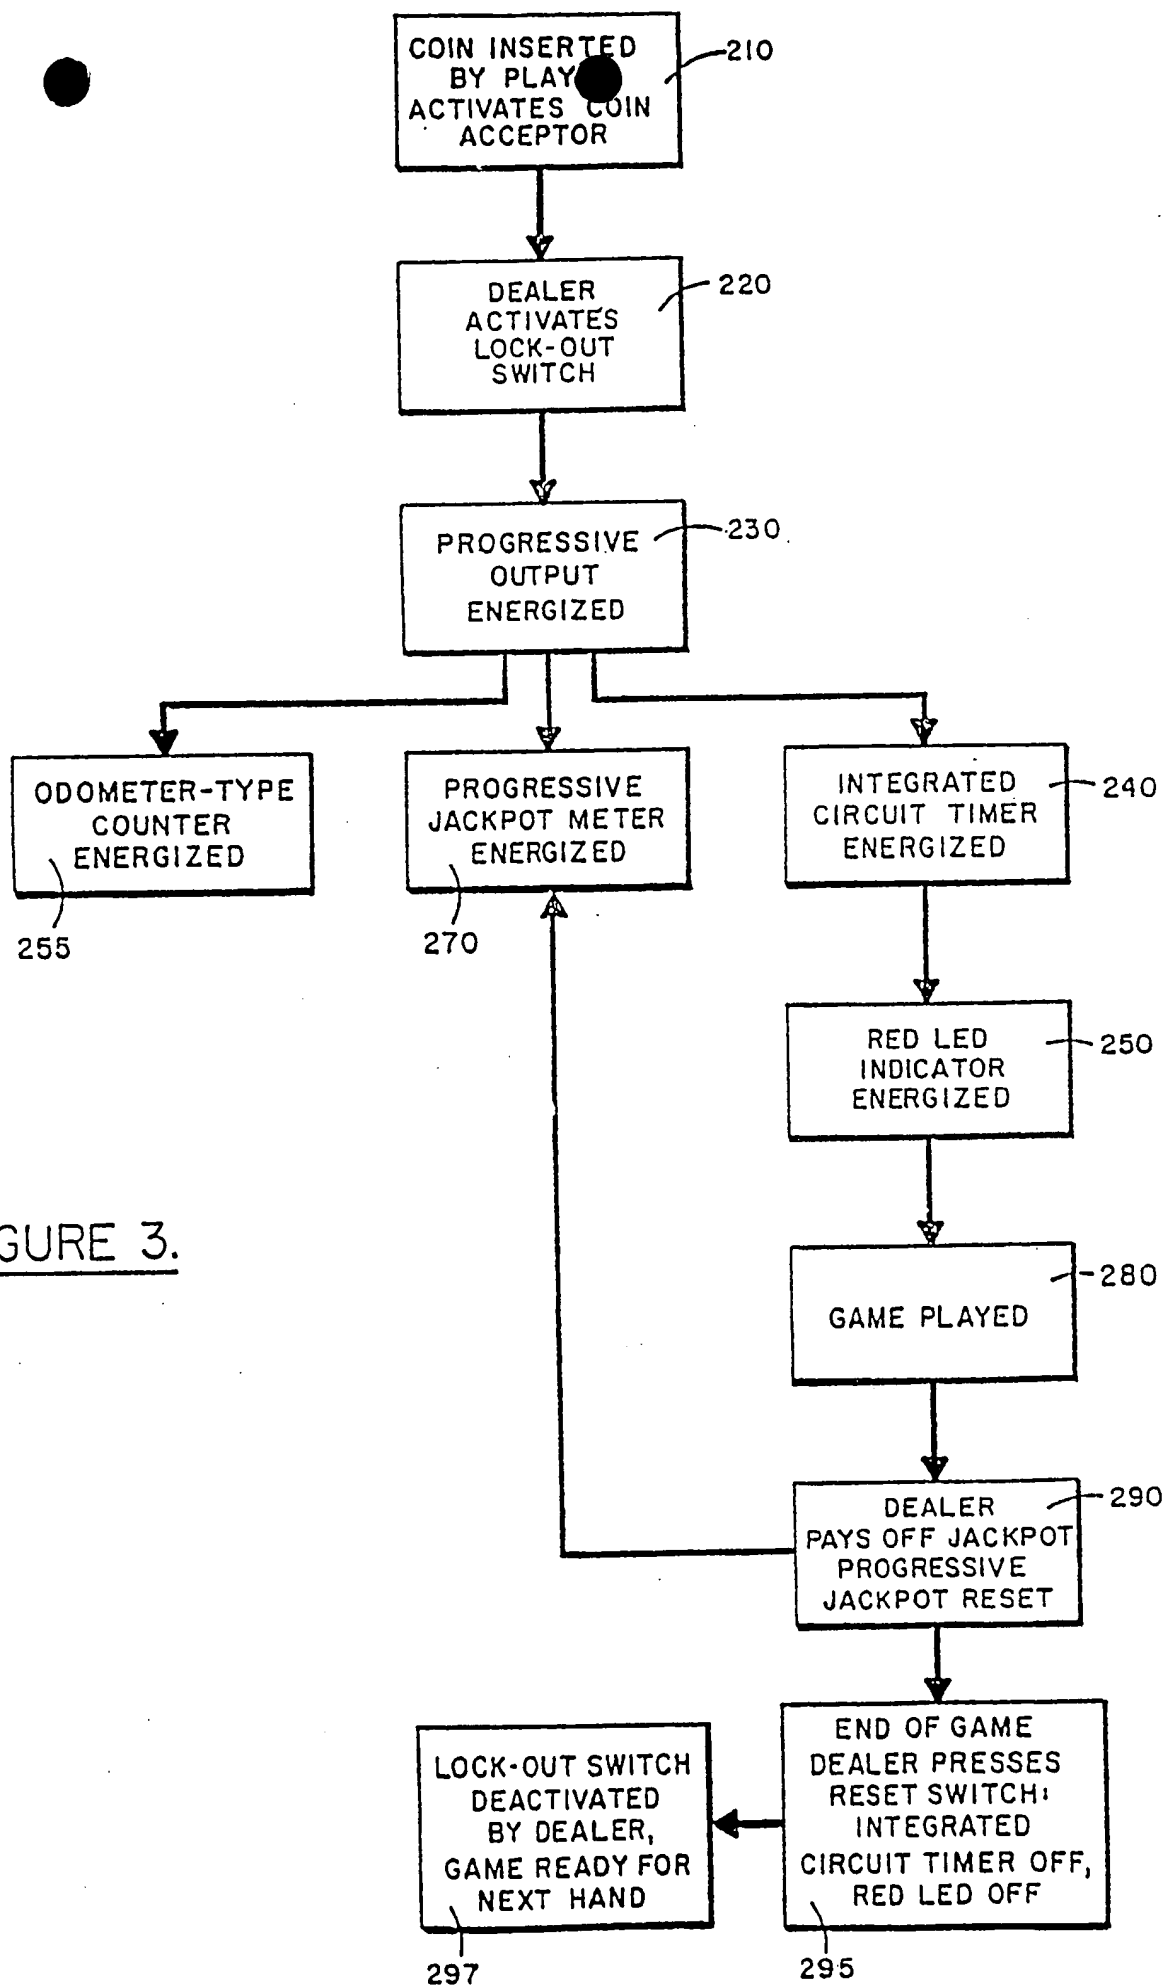 COIN INSERTED
BY PLAY
ACTIVATES COIN
ACCEPTOR
210
DEALER
ACTIVATES
LOCK-OUT
SWITCH
220
PROGRESSIVE
OUTPUT
ENERGIZED
230
ODOMETER-TYPE
COUNTER
ENERGIZED
255
PROGRESSIVE
JACKPOT METER
ENERGIZED
270
INTEGRATED
CIRCUIT TIMER
ENERGIZED
240
RED LED
INDICATOR
ENERGIZED
250
GURE 3.
GAME PLAYED
280
DEALER
PAYS OFF JACKPOT
PROGRESSIVE
JACKPOT RESET
290
END OF GAME
DEALER PRESSES
RESET SWITCH:
INTEGRATED
CIRCUIT TIMER OFF,
RED LED OFF
295
LOCK-OUT SWITCH
DEACTIVATED
BY DEALER,
GAME READY FOR
NEXT HAND
297